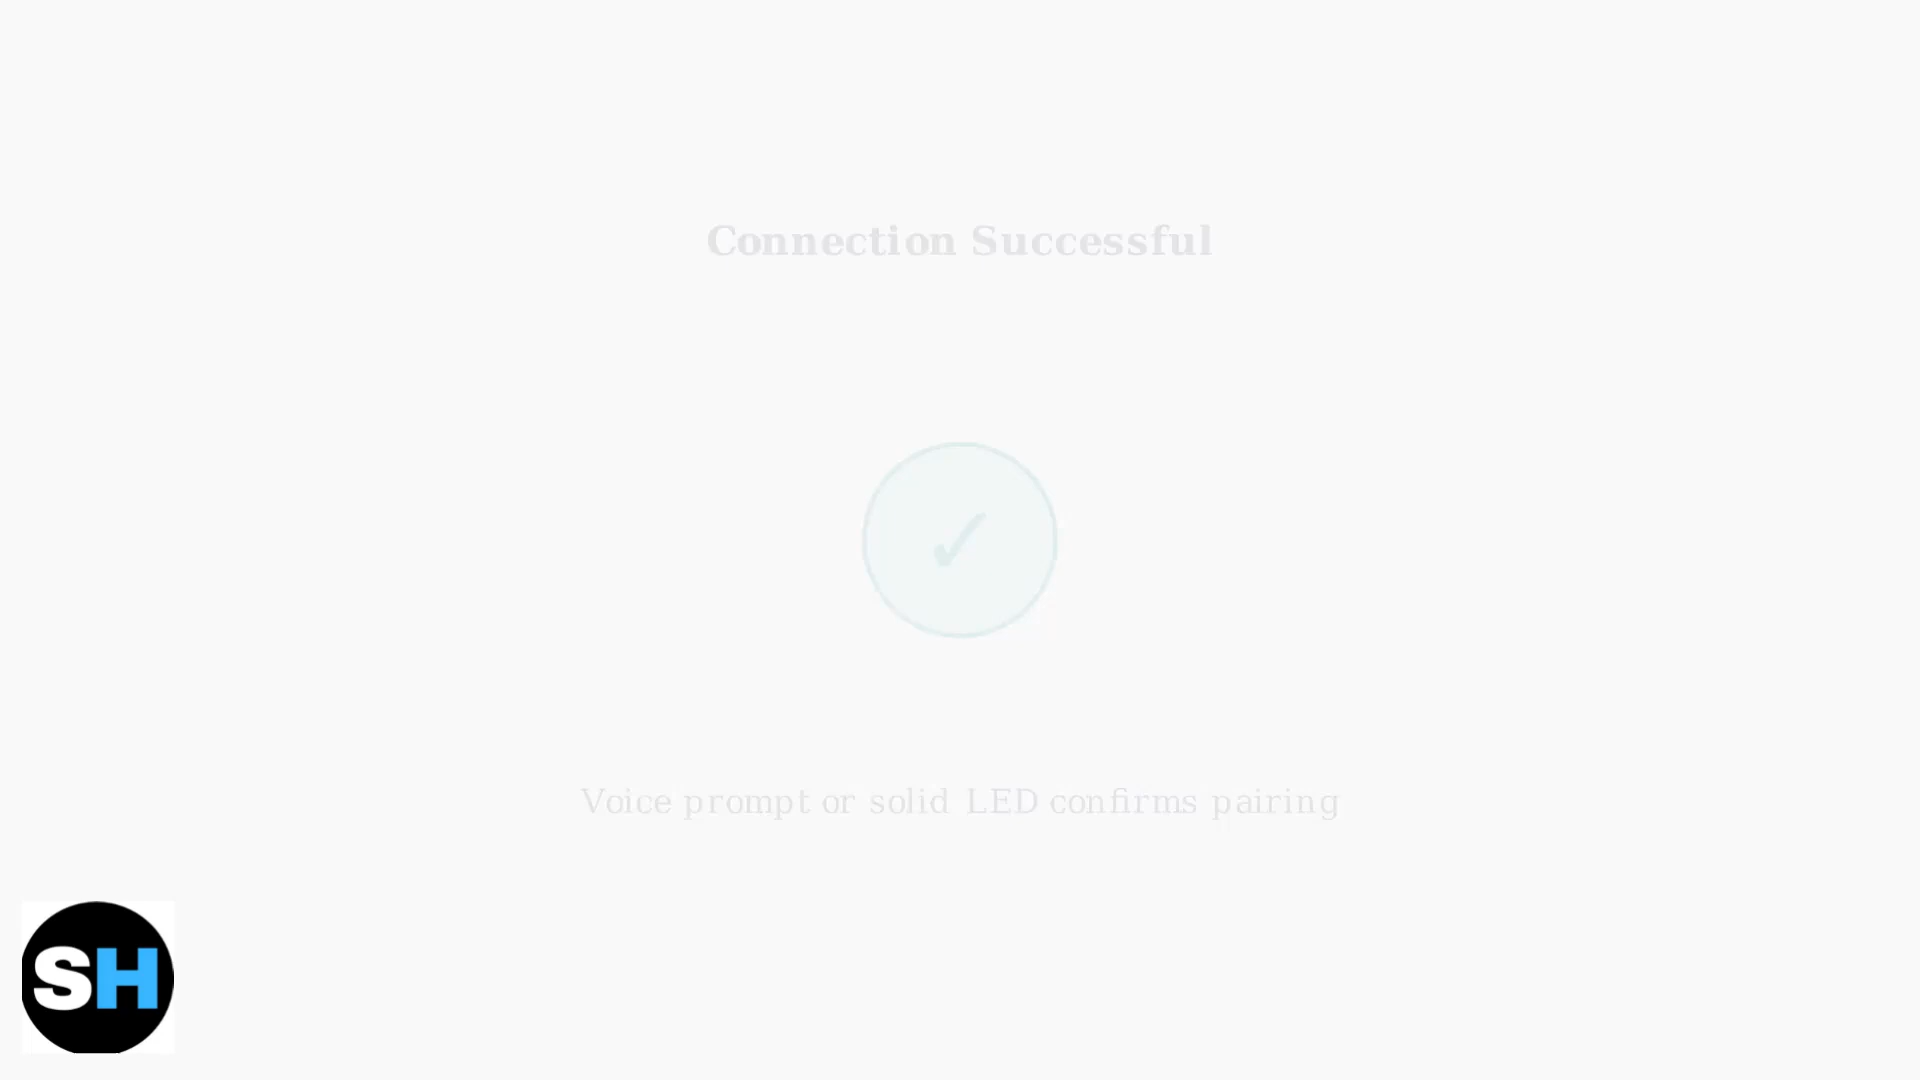 Connection Successful
✓
Voice prompt or solid LED confirms pairing
SH